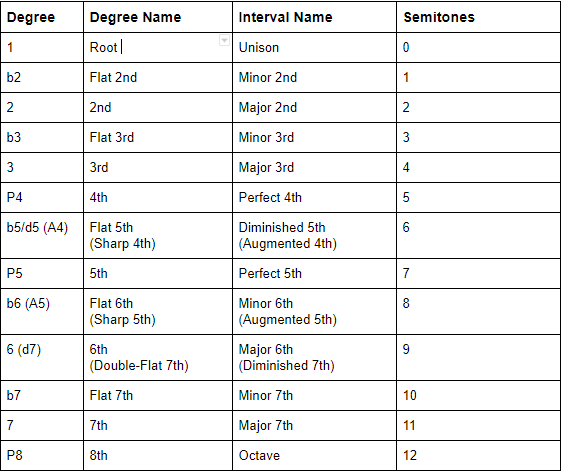 Degree Degree Name Interval Name Semitones
1 Root Unison 0
b2 Flat 2nd Minor 2nd 1
2 2nd Major 2nd 2
b3 Flat 3rd Minor 3rd 3
3 3rd Major 3rd 4
P4 4th Perfect 4th 5
b5/d5 (A4) Flat 5th Diminished 5th 6
(Sharp 4th) (Augmented 4th)
P5 5th Perfect 5th 7
b6 (A5) Flat 6th Minor 6th 8
(Sharp 5th) (Augmented 5th)
6 (d7) 6th Major 6th 9
(Double-Flat 7th) (Diminished 7th)
b7 Flat 7th Minor 7th 10
7 7th Major 7th 11
P8 8th Octave 12